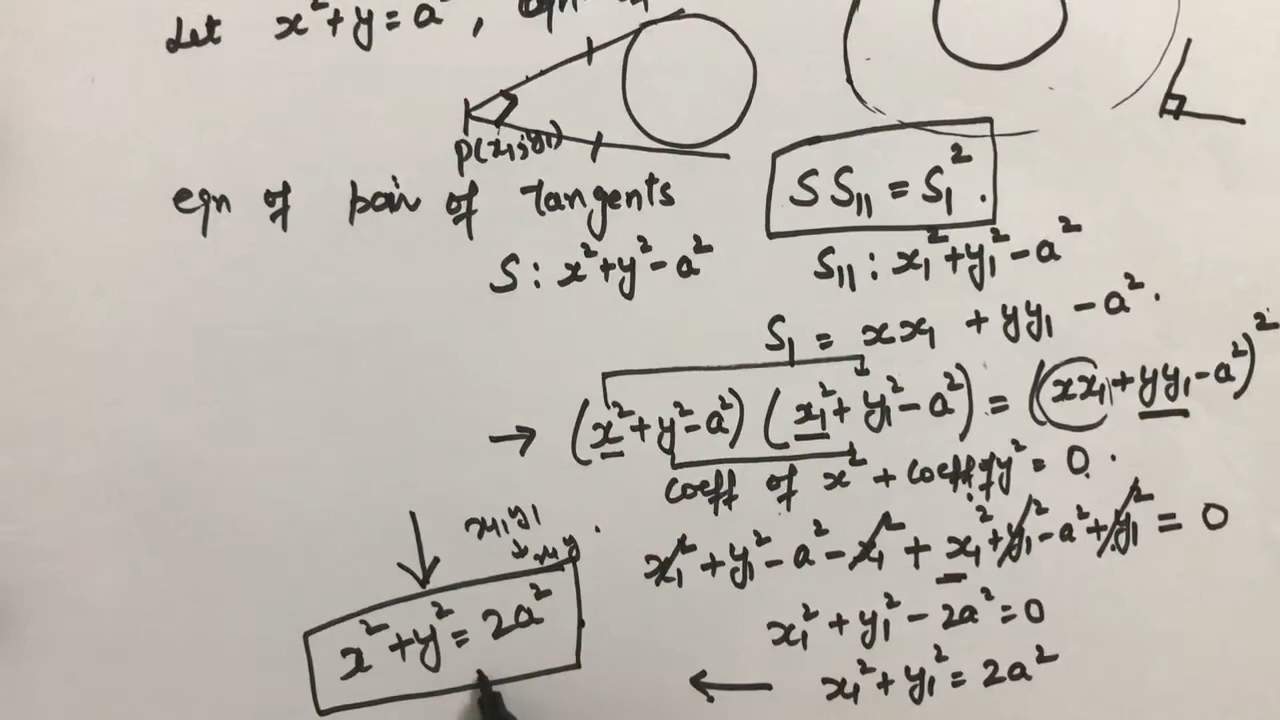 Let x² + y = a²,
P(x₁, y₁)
eqn of pair of tangents
SS₁₁ = S₁².
S : x² + y² - a²
S₁₁ : x₁² + y₁² - a²
S₁ = xx₁ + yy₁ - a².
→ (x² + y² - a²) (x₁² + y₁² - a²) = (xx₁ + yy₁ - a²)²
coeff of x² + coeff of y² = 0.
x₁² + y₁² - a² - x₁² + x₁² + y₁² - a² + y₁² = 0
x₁² + y₁² - 2a² = 0
x₁² + y₁² = 2a²
x₁, y₁
→ x, y
x² + y² = 2a²